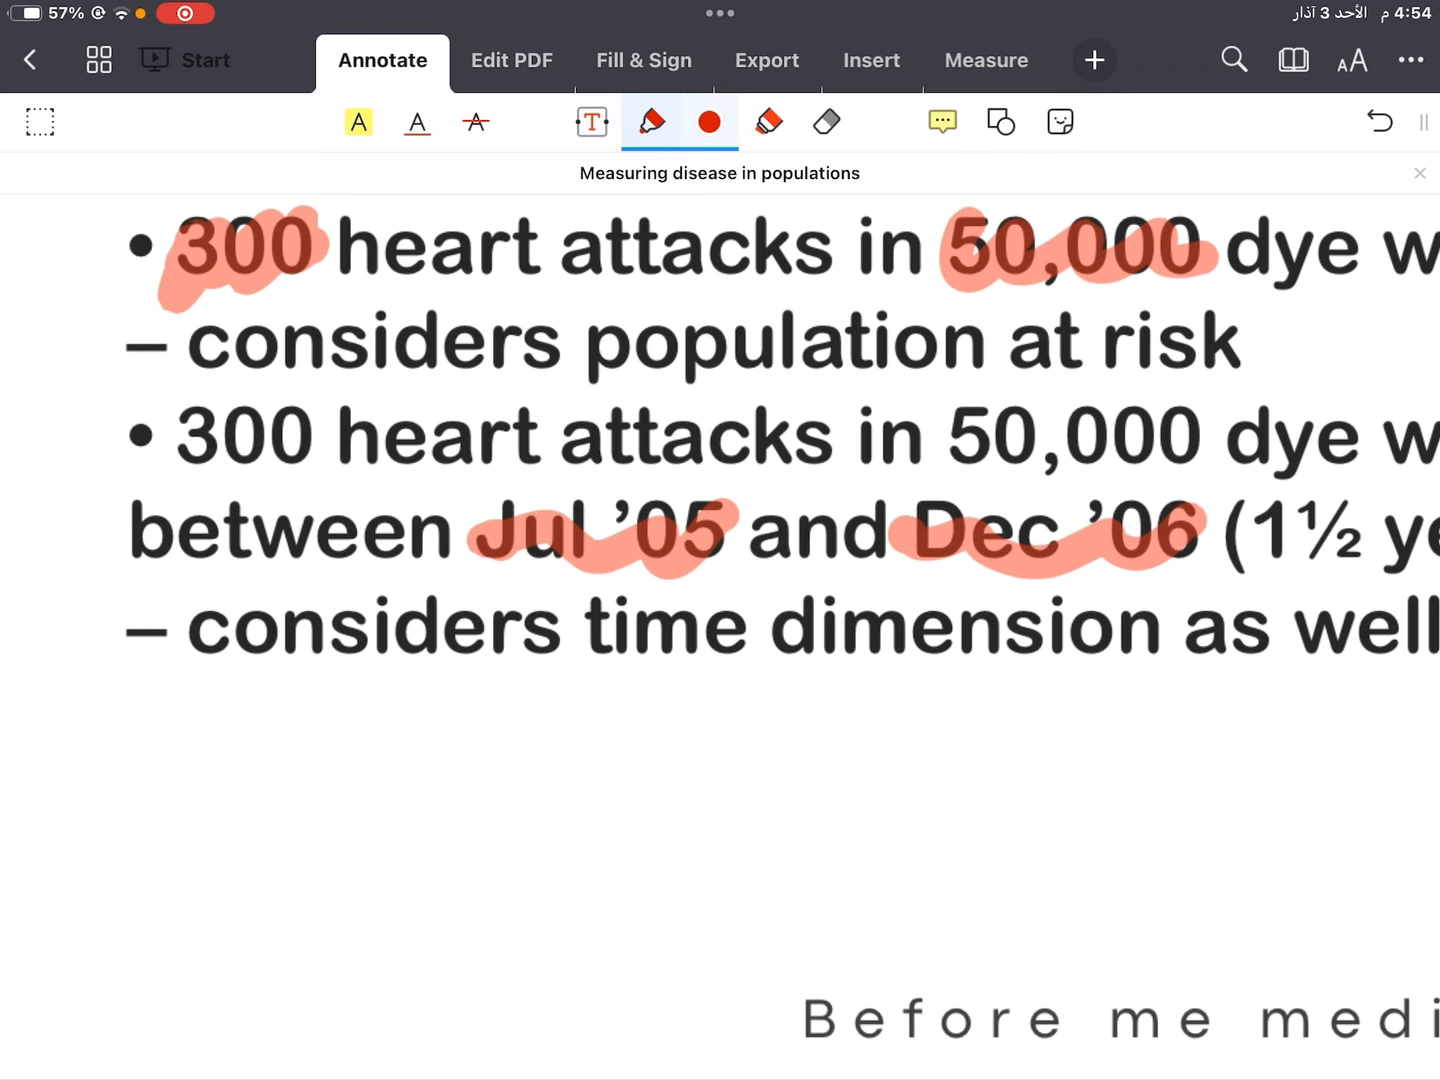 57%
4:54 م الأحد 3 آذار
Start
Annotate
Edit PDF
Fill & Sign
Export
Insert
Measure
Measuring disease in populations
• 300 heart attacks in 50,000 dye w
– considers population at risk
• 300 heart attacks in 50,000 dye w
between Jul ’05 and Dec ’06 (1½ ye
– considers time dimension as well
Before me medi